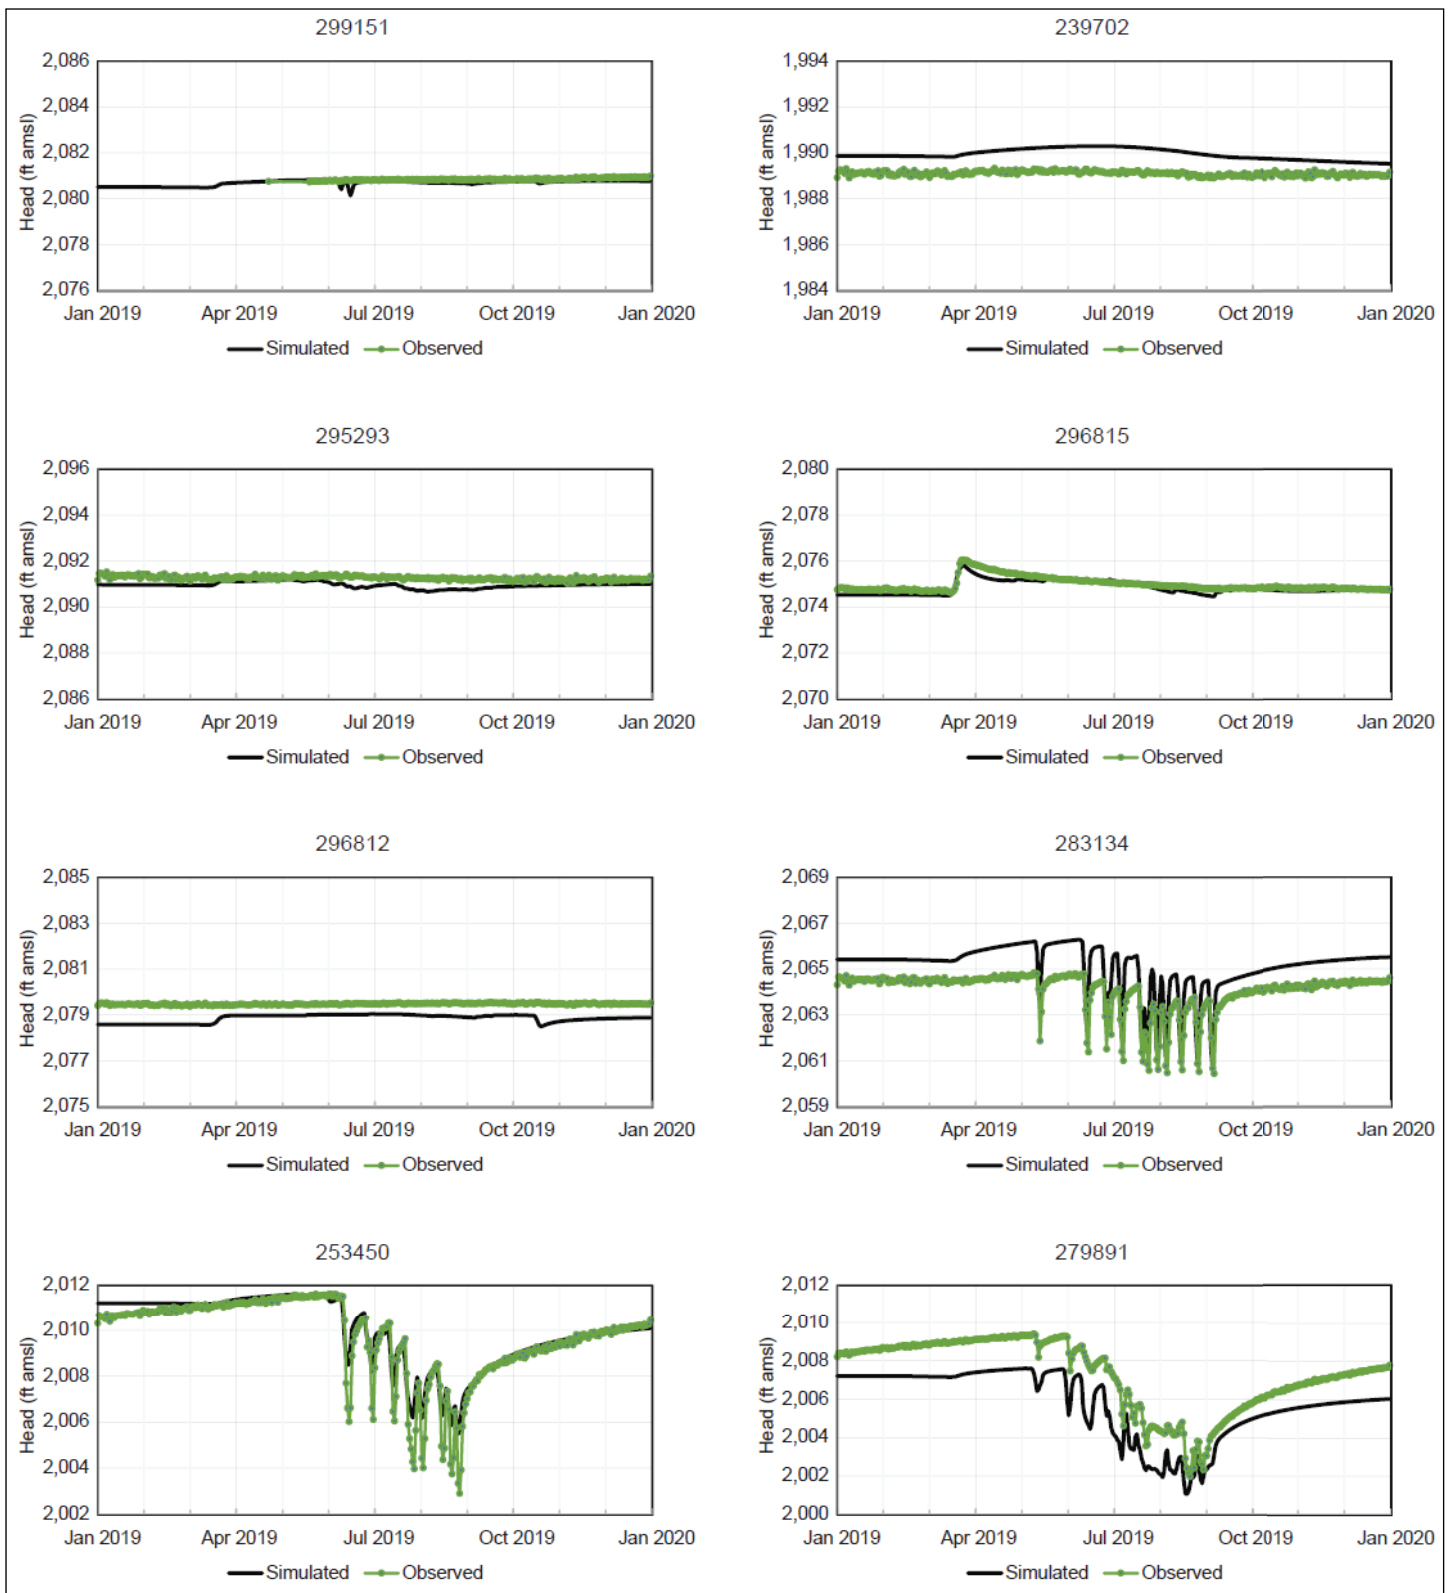 299151
2,086
2,084
2,082
2,080
2,078
2,076
Head (ft amsl)
Jan 2019 Apr 2019 Jul 2019 Oct 2019 Jan 2020
Simulated Observed
239702
1,994
1,992
1,990
1,988
1,986
1,984
Head (ft amsl)
Jan 2019 Apr 2019 Jul 2019 Oct 2019 Jan 2020
Simulated Observed
295293
2,096
2,094
2,092
2,090
2,088
2,086
Head (ft amsl)
Jan 2019 Apr 2019 Jul 2019 Oct 2019 Jan 2020
Simulated Observed
296815
2,080
2,078
2,076
2,074
2,072
2,070
Head (ft amsl)
Jan 2019 Apr 2019 Jul 2019 Oct 2019 Jan 2020
Simulated Observed
296812
2,085
2,083
2,081
2,079
2,077
2,075
Head (ft amsl)
Jan 2019 Apr 2019 Jul 2019 Oct 2019 Jan 2020
Simulated Observed
283134
2,069
2,067
2,065
2,063
2,061
2,059
Head (ft amsl)
Jan 2019 Apr 2019 Jul 2019 Oct 2019 Jan 2020
Simulated Observed
253450
2,012
2,010
2,008
2,006
2,004
2,002
Head (ft amsl)
Jan 2019 Apr 2019 Jul 2019 Oct 2019 Jan 2020
Simulated Observed
279891
2,012
2,010
2,008
2,006
2,004
2,002
2,000
Head (ft amsl)
Jan 2019 Apr 2019 Jul 2019 Oct 2019 Jan 2020
Simulated Observed